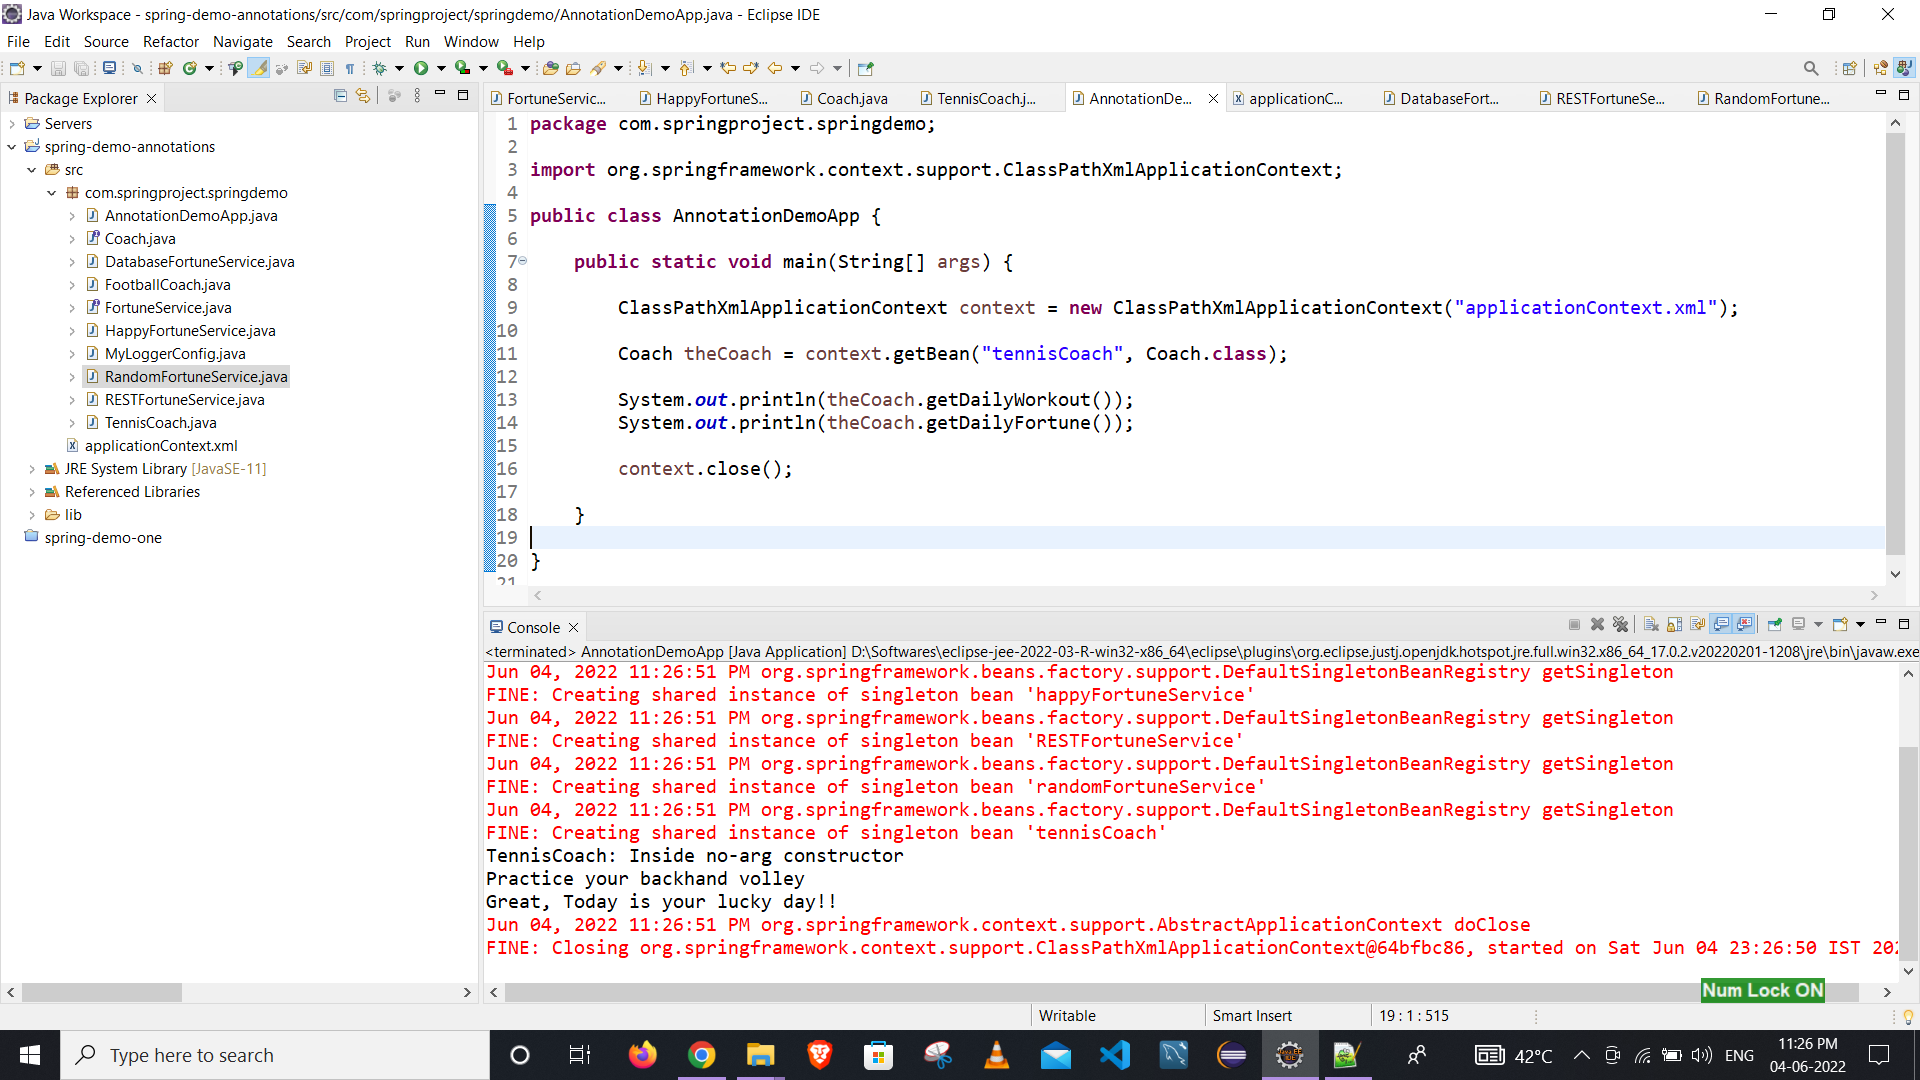 Java Workspace - spring-demo-annotations/src/com/springproject/springdemo/AnnotationDemoApp.java - Eclipse IDE
File Edit Source Refactor Navigate Search Project Run Window Help
Package Explorer
Servers
spring-demo-annotations
src
com.springproject.springdemo
AnnotationDemoApp.java
Coach.java
DatabaseFortuneService.java
FootballCoach.java
FortuneService.java
HappyFortuneService.java
MyLoggerConfig.java
RandomFortuneService.java
RESTFortuneService.java
TennisCoach.java
applicationContext.xml
JRE System Library [JavaSE-11]
Referenced Libraries
lib
spring-demo-one
FortuneServic... HappyFortuneS... Coach.java TennisCoach.j... AnnotationDe... applicationC... DatabaseFort... RESTFortuneSe... RandomFortune...
1 package com.springproject.springdemo;
2
3 import org.springframework.context.support.ClassPathXmlApplicationContext;
4
5 public class AnnotationDemoApp {
6
7 public static void main(String[] args) {
8
9 ClassPathXmlApplicationContext context = new ClassPathXmlApplicationContext("applicationContext.xml");
10
11 Coach theCoach = context.getBean("tennisCoach", Coach.class);
12
13 System.out.println(theCoach.getDailyWorkout());
14 System.out.println(theCoach.getDailyFortune());
15
16 context.close();
17
18 }
19
20 }
21
Console
<terminated> AnnotationDemoApp [Java Application] D:\Softwares\eclipse-jee-2022-03-R-win32-x86_64\eclipse\plugins\org.eclipse.justj.openjdk.hotspot.jre.full.win32.x86_64_17.0.2.v20220201-1208\jre\bin\javaw.exe
Jun 04, 2022 11:26:51 PM org.springframework.beans.factory.support.DefaultSingletonBeanRegistry getSingleton
FINE: Creating shared instance of singleton bean 'happyFortuneService'
Jun 04, 2022 11:26:51 PM org.springframework.beans.factory.support.DefaultSingletonBeanRegistry getSingleton
FINE: Creating shared instance of singleton bean 'RESTFortuneService'
Jun 04, 2022 11:26:51 PM org.springframework.beans.factory.support.DefaultSingletonBeanRegistry getSingleton
FINE: Creating shared instance of singleton bean 'randomFortuneService'
Jun 04, 2022 11:26:51 PM org.springframework.beans.factory.support.DefaultSingletonBeanRegistry getSingleton
FINE: Creating shared instance of singleton bean 'tennisCoach'
TennisCoach: Inside no-arg constructor
Practice your backhand volley
Great, Today is your lucky day!!
Jun 04, 2022 11:26:51 PM org.springframework.context.support.AbstractApplicationContext doClose
FINE: Closing org.springframework.context.support.ClassPathXmlApplicationContext@64bfbc86, started on Sat Jun 04 23:26:50 IST 202
Num Lock ON
Writable Smart Insert 19 : 1 : 515
Type here to search
42°C
ENG
11:26 PM
04-06-2022